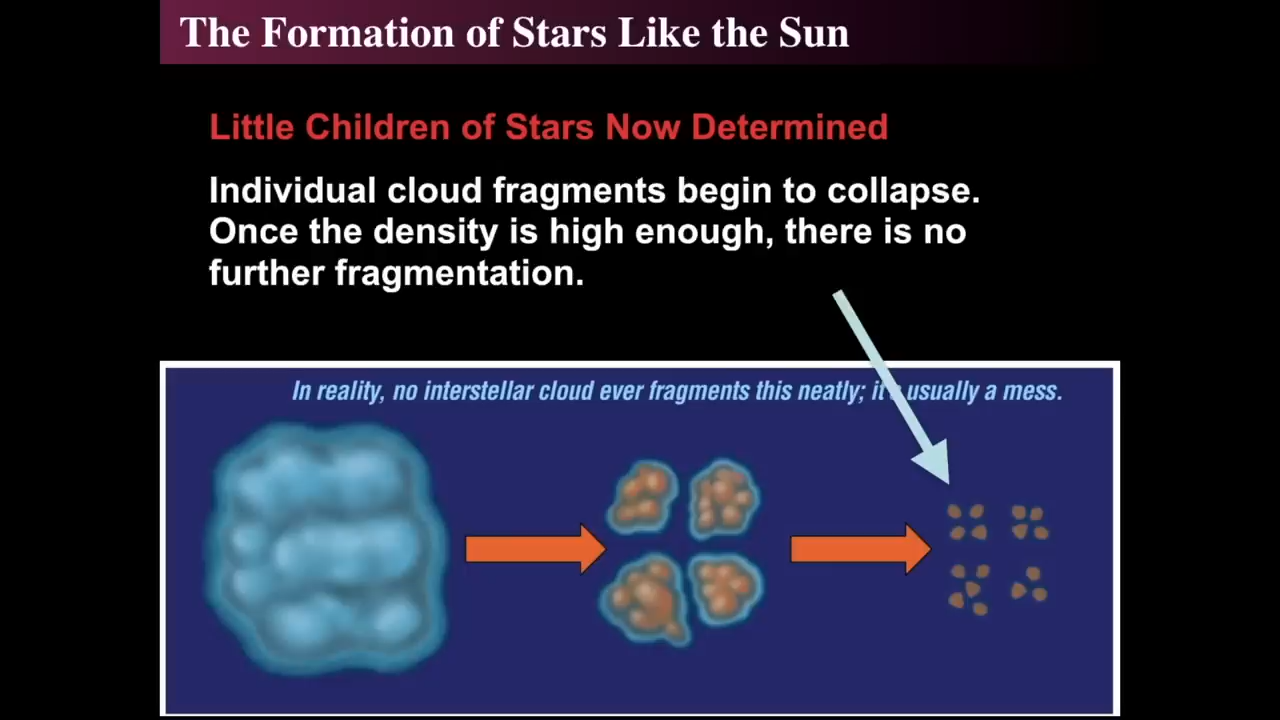 The Formation of Stars Like the Sun
Little Children of Stars Now Determined
Individual cloud fragments begin to collapse.
Once the density is high enough, there is no
further fragmentation.
In reality, no interstellar cloud ever fragments this neatly; it's usually a mess.